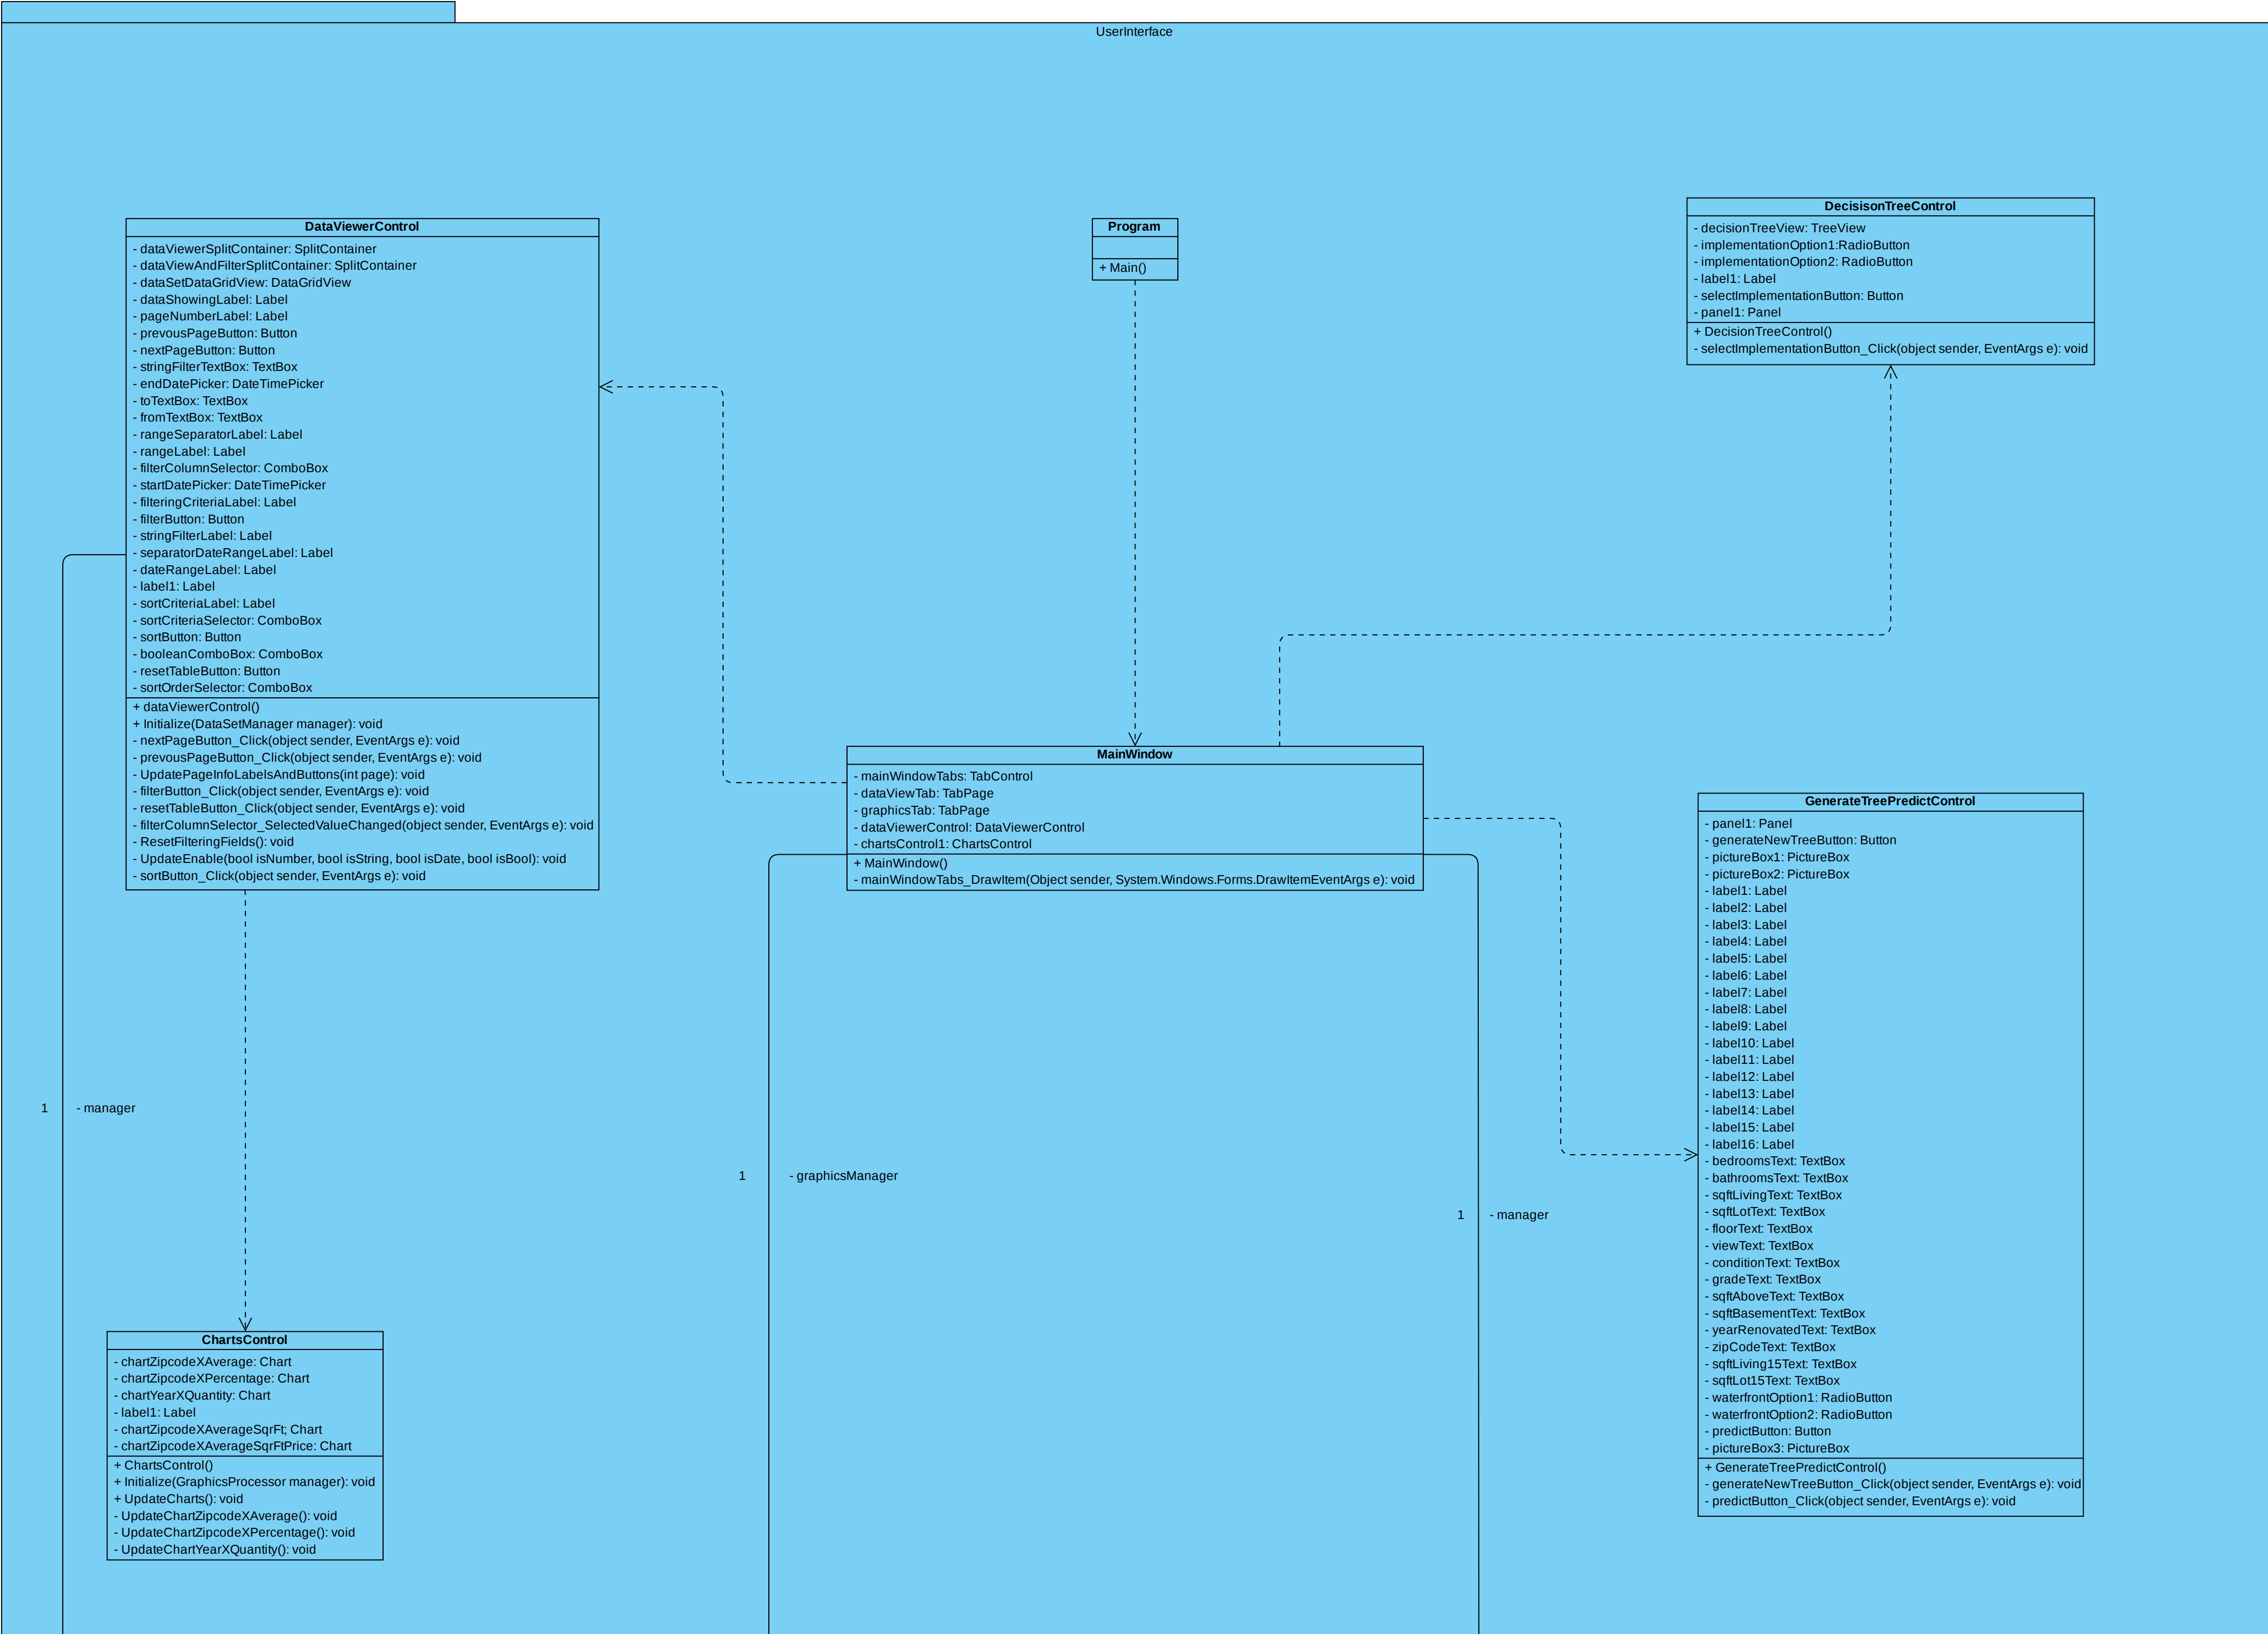 UserInterface
DataViewerControl
- dataViewerSplitContainer: SplitContainer
- dataViewAndFilterSplitContainer: SplitContainer
- dataSetDataGridView: DataGridView
- dataShowingLabel: Label
- pageNumberLabel: Label
- prevousPageButton: Button
- nextPageButton: Button
- stringFilterTextBox: TextBox
- endDatePicker: DateTimePicker
- toTextBox: TextBox
- fromTextBox: TextBox
- rangeSeparatorLabel: Label
- rangeLabel: Label
- filterColumnSelector: ComboBox
- startDatePicker: DateTimePicker
- filteringCriteriaLabel: Label
- filterButton: Button
- stringFilterLabel: Label
- separatorDateRangeLabel: Label
- dateRangeLabel: Label
- label1: Label
- sortCriteriaLabel: Label
- sortCriteriaSelector: ComboBox
- sortButton: Button
- booleanComboBox: ComboBox
- resetTableButton: Button
- sortOrderSelector: ComboBox
+ dataViewerControl()
+ Initialize(DataSetManager manager): void
- nextPageButton_Click(object sender, EventArgs e): void
- prevousPageButton_Click(object sender, EventArgs e): void
- UpdatePageInfoLabelsAndButtons(int page): void
- filterButton_Click(object sender, EventArgs e): void
- resetTableButton_Click(object sender, EventArgs e): void
- filterColumnSelector_SelectedValueChanged(object sender, EventArgs e): void
- ResetFilteringFields(): void
- UpdateEnable(bool isNumber, bool isString, bool isDate, bool isBool): void
- sortButton_Click(object sender, EventArgs e): void
Program
+ Main()
DecisisonTreeControl
- decisionTreeView: TreeView
- implementationOption1:RadioButton
- implementationOption2: RadioButton
- label1: Label
- selectImplementationButton: Button
- panel1: Panel
+ DecisionTreeControl()
- selectImplementationButton_Click(object sender, EventArgs e): void
MainWindow
- mainWindowTabs: TabControl
- dataViewTab: TabPage
- graphicsTab: TabPage
- dataViewerControl: DataViewerControl
- chartsControl1: ChartsControl
+ MainWindow()
- mainWindowTabs_DrawItem(Object sender, System.Windows.Forms.DrawItemEventArgs e): void
GenerateTreePredictControl
- panel1: Panel
- generateNewTreeButton: Button
- pictureBox1: PictureBox
- pictureBox2: PictureBox
- label1: Label
- label2: Label
- label3: Label
- label4: Label
- label5: Label
- label6: Label
- label7: Label
- label8: Label
- label9: Label
- label10: Label
- label11: Label
- label12: Label
- label13: Label
- label14: Label
- label15: Label
- label16: Label
- bedroomsText: TextBox
- bathroomsText: TextBox
- sqftLivingText: TextBox
- sqftLotText: TextBox
- floorText: TextBox
- viewText: TextBox
- conditionText: TextBox
- gradeText: TextBox
- sqftAboveText: TextBox
- sqftBasementText: TextBox
- yearRenovatedText: TextBox
- zipCodeText: TextBox
- sqftLiving15Text: TextBox
- sqftLot15Text: TextBox
- waterfrontOption1: RadioButton
- waterfrontOption2: RadioButton
- predictButton: Button
- pictureBox3: PictureBox
+ GenerateTreePredictControl()
- generateNewTreeButton_Click(object sender, EventArgs e): void
- predictButton_Click(object sender, EventArgs e): void
1 - manager
1 - graphicsManager
1 - manager
ChartsControl
- chartZipcodeXAverage: Chart
- chartZipcodeXPercentage: Chart
- chartYearXQuantity: Chart
- label1: Label
- chartZipcodeXAverageSqrFt; Chart
- chartZipcodeXAverageSqrFtPrice: Chart
+ ChartsControl()
+ Initialize(GraphicsProcessor manager): void
+ UpdateCharts(): void
- UpdateChartZipcodeXAverage(): void
- UpdateChartZipcodeXPercentage(): void
- UpdateChartYearXQuantity(): void